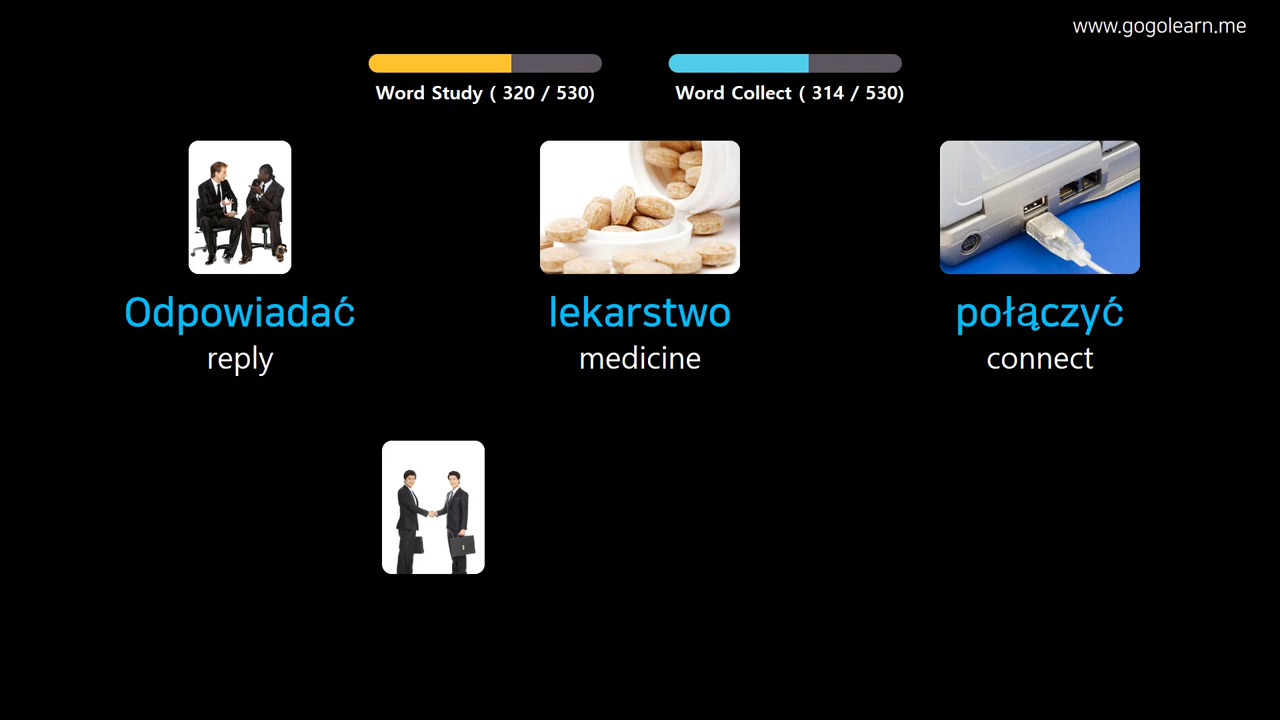 www.gogolearn.me
Word Study ( 320 / 530)
Word Collect ( 314 / 530)
Odpowiadać
reply
lekarstwo
medicine
połączyć
connect